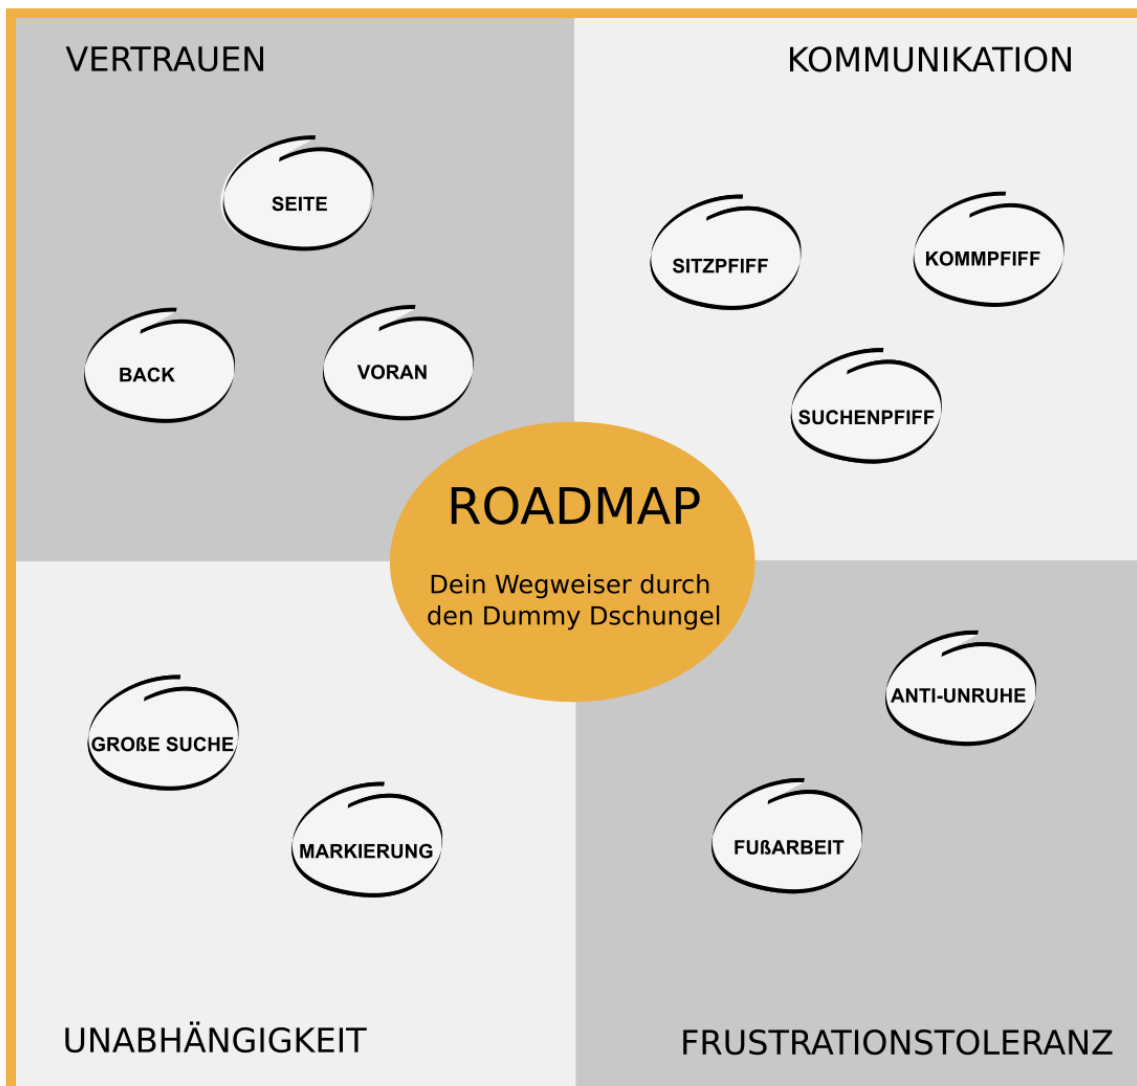 VERTRAUEN
SEITE
BACK
VORAN
KOMMUNIKATION
SITZPFIFF
KOMMPFIFF
SUCHENPFIFF
ROADMAP
Dein Wegweiser durch
den Dummy Dschungel
GROßE SUCHE
MARKIERUNG
UNABHÄNGIGKEIT
ANTI-UNRUHE
FUßARBEIT
FRUSTRATIONSTOLERANZ